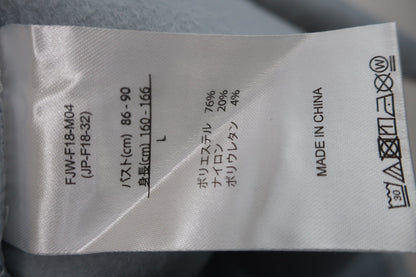 FJW-F18-M04
(JP-F18-32)
バスト(cm) 86 - 90
身長(cm) 160 - 166
L
ポリエステル 76%
ナイロン 20%
ポリウレタン 4%
MADE IN CHINA
30
W